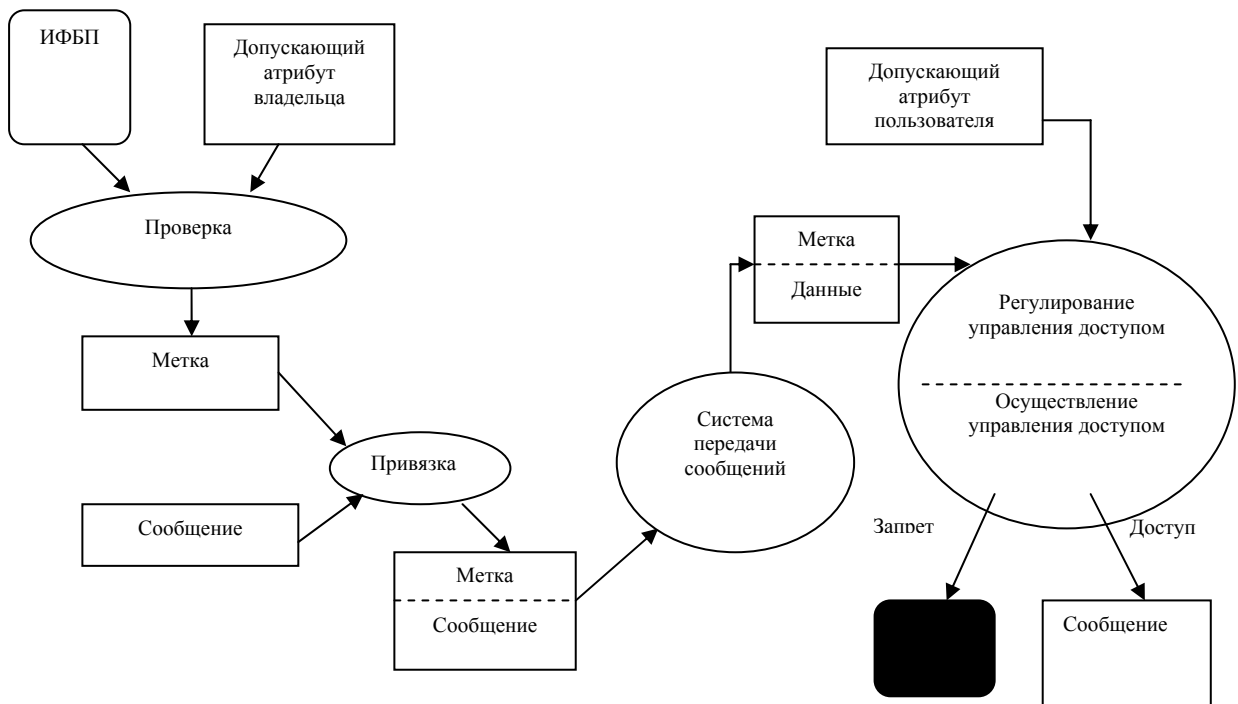 ИФБП
Допускающий
атрибут
владельца
Допускающий
атрибут
пользователя
Проверка
Метка
Данные
Регулирование
управления доступом
Осуществление
управления доступом
Метка
Система
передачи
сообщений
Привязка
Сообщение
Метка
Сообщение
Запрет
Доступ
Сообщение